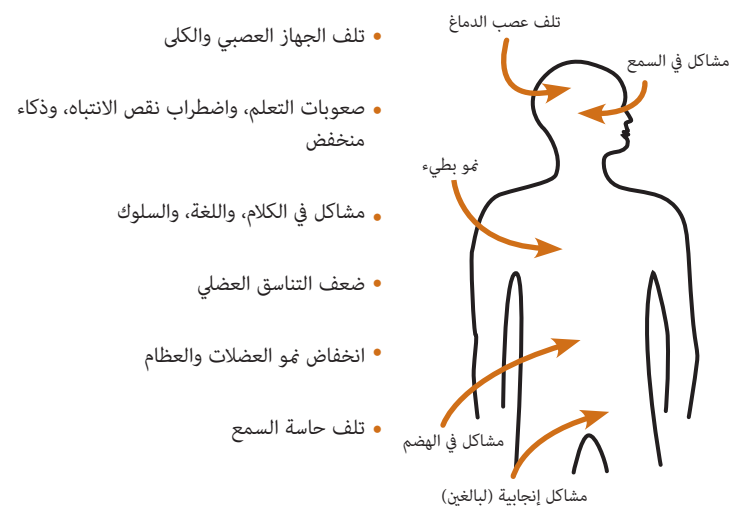 • تلف الجهاز العصبي والكلى
• صعوبات التعلم، واضطراب نقص الانتباه، وذكاء
منخفض
• مشاكل في الكلام، واللغة، والسلوك
• ضعف التناسق العضلي
• انخفاض نمو العضلات والعظام
• تلف حاسة السمع
تلف عصب الدماغ
مشاكل في السمع
نمو بطيء
مشاكل في الهضم
مشاكل إنجابية (لبالغين)